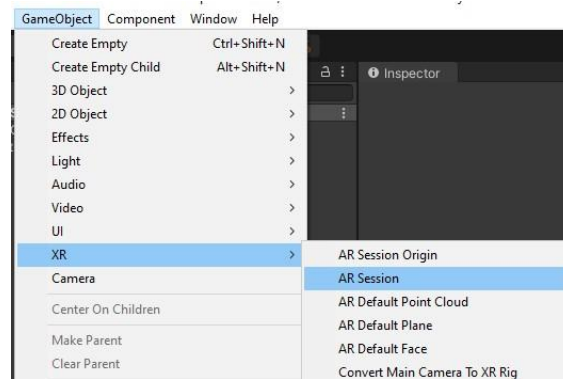 GameObject Component Window Help
Create Empty Ctrl+Shift+N
Create Empty Child Alt+Shift+N
3D Object
2D Object
Effects
Light
Audio
Video
UI
XR
Camera
Center On Children
Make Parent
Clear Parent
Inspector
AR Session Origin
AR Session
AR Default Point Cloud
AR Default Plane
AR Default Face
Convert Main Camera To XR Rig